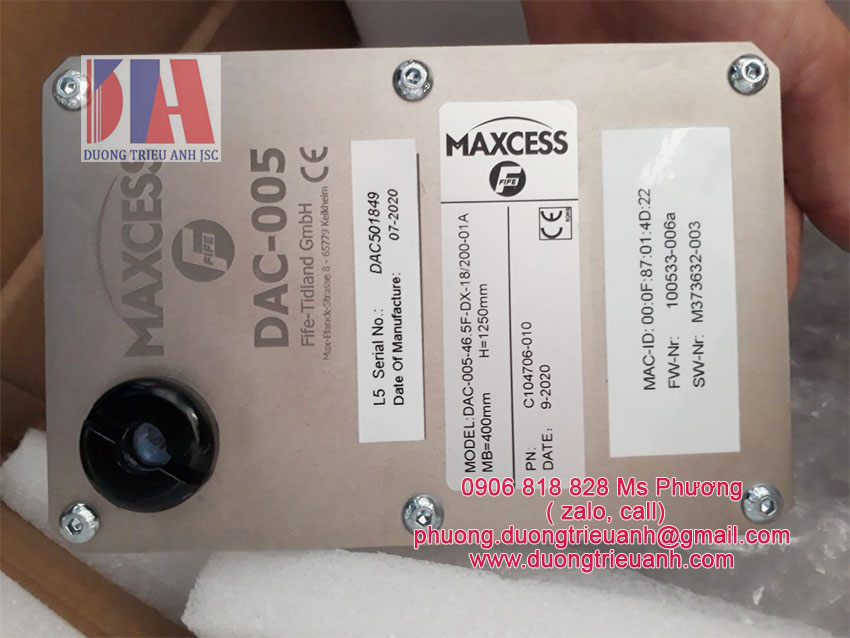 DTA
DUONG TRIEU ANH JSC
MAXCESS
FIFE
DAC-005
Fife-Tidland GmbH
Max-Planck-Strasse 8 - 65779 Kelkheim
CE
L5 Serial No.: DAC501849
Date Of Manufacture: 07-2020
MAXCESS
FIFE
MODEL:DAC-005-46.5F-DX-18/200-01A
MB=400mm H=1250mm
CE
ROHS
PN: C104706-010
DATE: 9-2020
MAC-ID: 00:0F:87:01:4D:22
FW-Nr: 100533-006a
SW-Nr: M373632-003
0906 818 828 Ms Phương
( zalo, call)
phuong.duongtrieuanh@gmail.com
www.duongtrieuanh.com